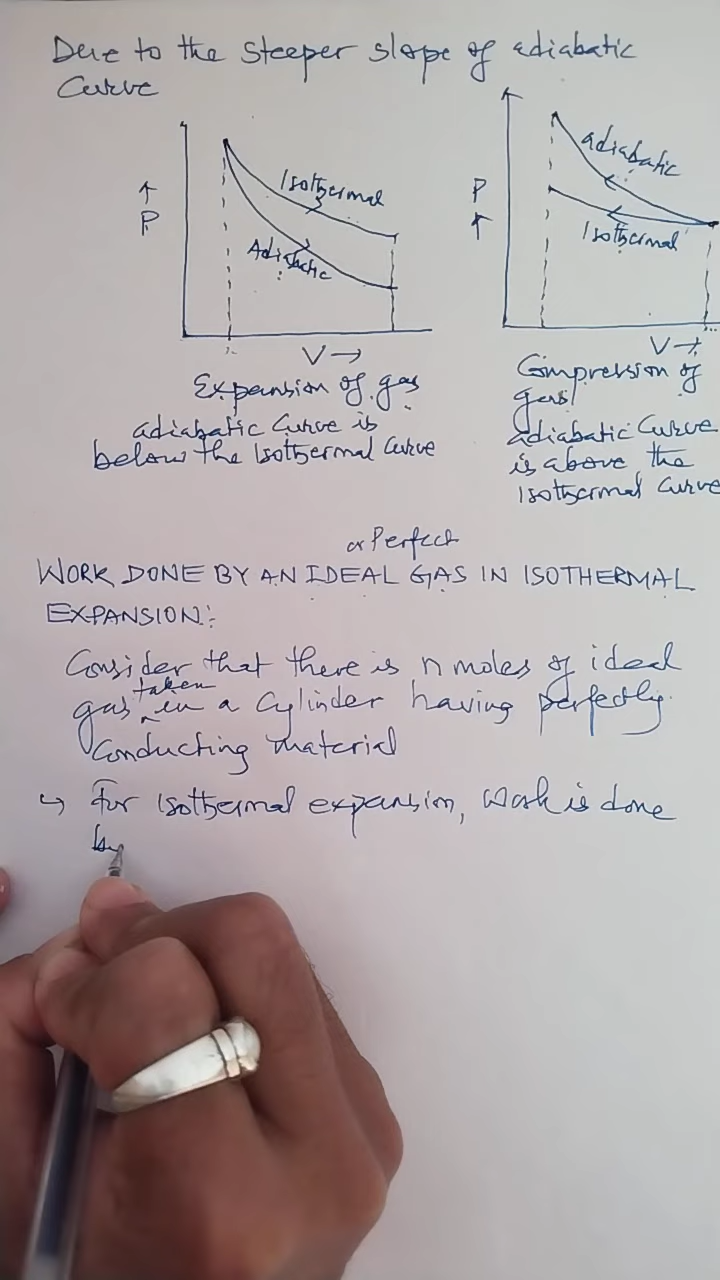 Due to the steeper slope of adiabatic
Curve
↑
P
Isothermal
Adiabatic
V →
Expansion of gas
adiabatic Curve is
below the Isothermal Curve
P
↑
adiabatic
Isothermal
V →
Compression of
gas
adiabatic Curve
is above the
Isothermal Curve
or Perfect
WORK DONE BY AN IDEAL GAS IN ISOTHERMAL
EXPANSION:
Consider that there is n moles of ideal
gas taken in a Cylinder having perfectly
Conducting material
↳ For Isothermal expansion, Work is done